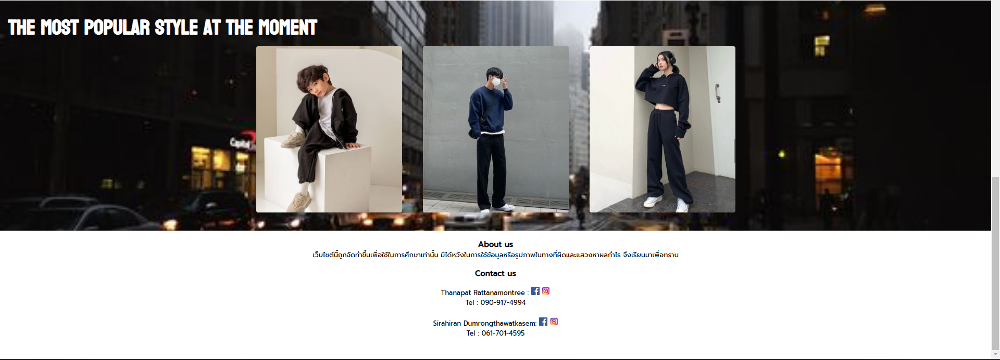 THE MOST POPULAR STYLE AT THE MOMENT
Capital
About us
เว็บไซต์นี้ถูกจัดทำขึ้นเพื่อใช้ในการศึกษาเท่านั้น มิได้หวังในการใช้ข้อมูลหรือรูปภาพในทางที่ผิดและแสวงหาผลกำไร จึงเรียนมาเพื่อทราบ
Contact us
Thanapat Rattanamontree :
Tel : 090-917-4994
Sirahiran Dumrongthawatkasem:
Tel : 061-701-4595